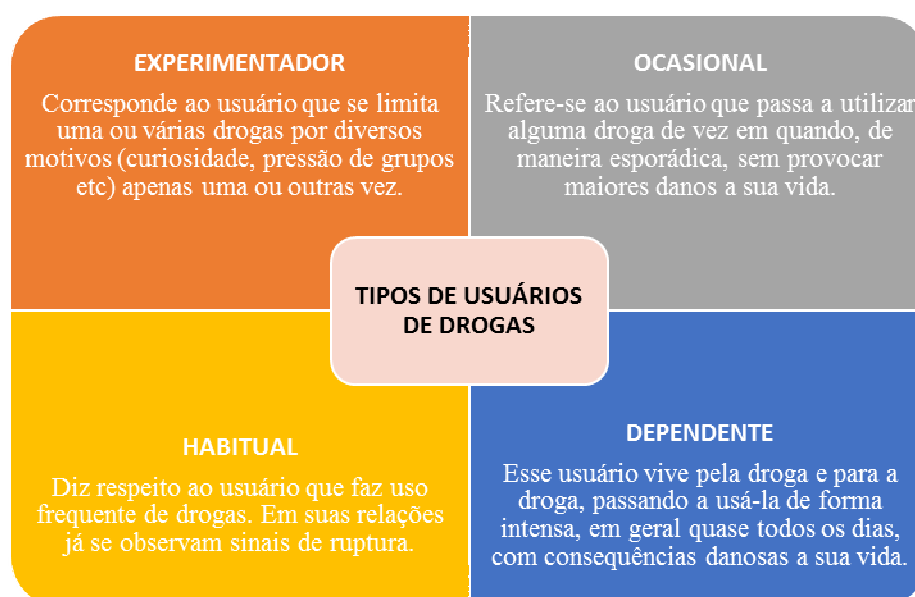 EXPERIMENTADOR
Corresponde ao usuário que se limita
uma ou várias drogas por diversos
motivos (curiosidade, pressão de grupos
etc) apenas uma ou outras vez.
OCASIONAL
Refere-se ao usuário que passa a utilizar
alguma droga de vez em quando, de
maneira esporádica, sem provocar
maiores danos a sua vida.
TIPOS DE USUÁRIOS
DE DROGAS
HABITUAL
Diz respeito ao usuário que faz uso
frequente de drogas. Em suas relações
já se observam sinais de ruptura.
DEPENDENTE
Esse usuário vive pela droga e para a
droga, passando a usá-la de forma
intensa, em geral quase todos os dias,
com consequências danosas a sua vida.